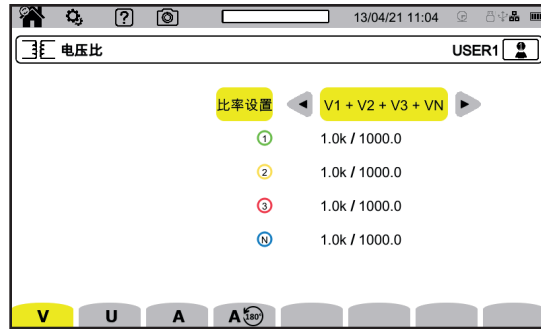 13/04/21 11:04
电压比 USER1
比率设置 V1 + V2 + V3 + VN
1 1.0k / 1000.0
2 1.0k / 1000.0
3 1.0k / 1000.0
N 1.0k / 1000.0
V U A A 180°